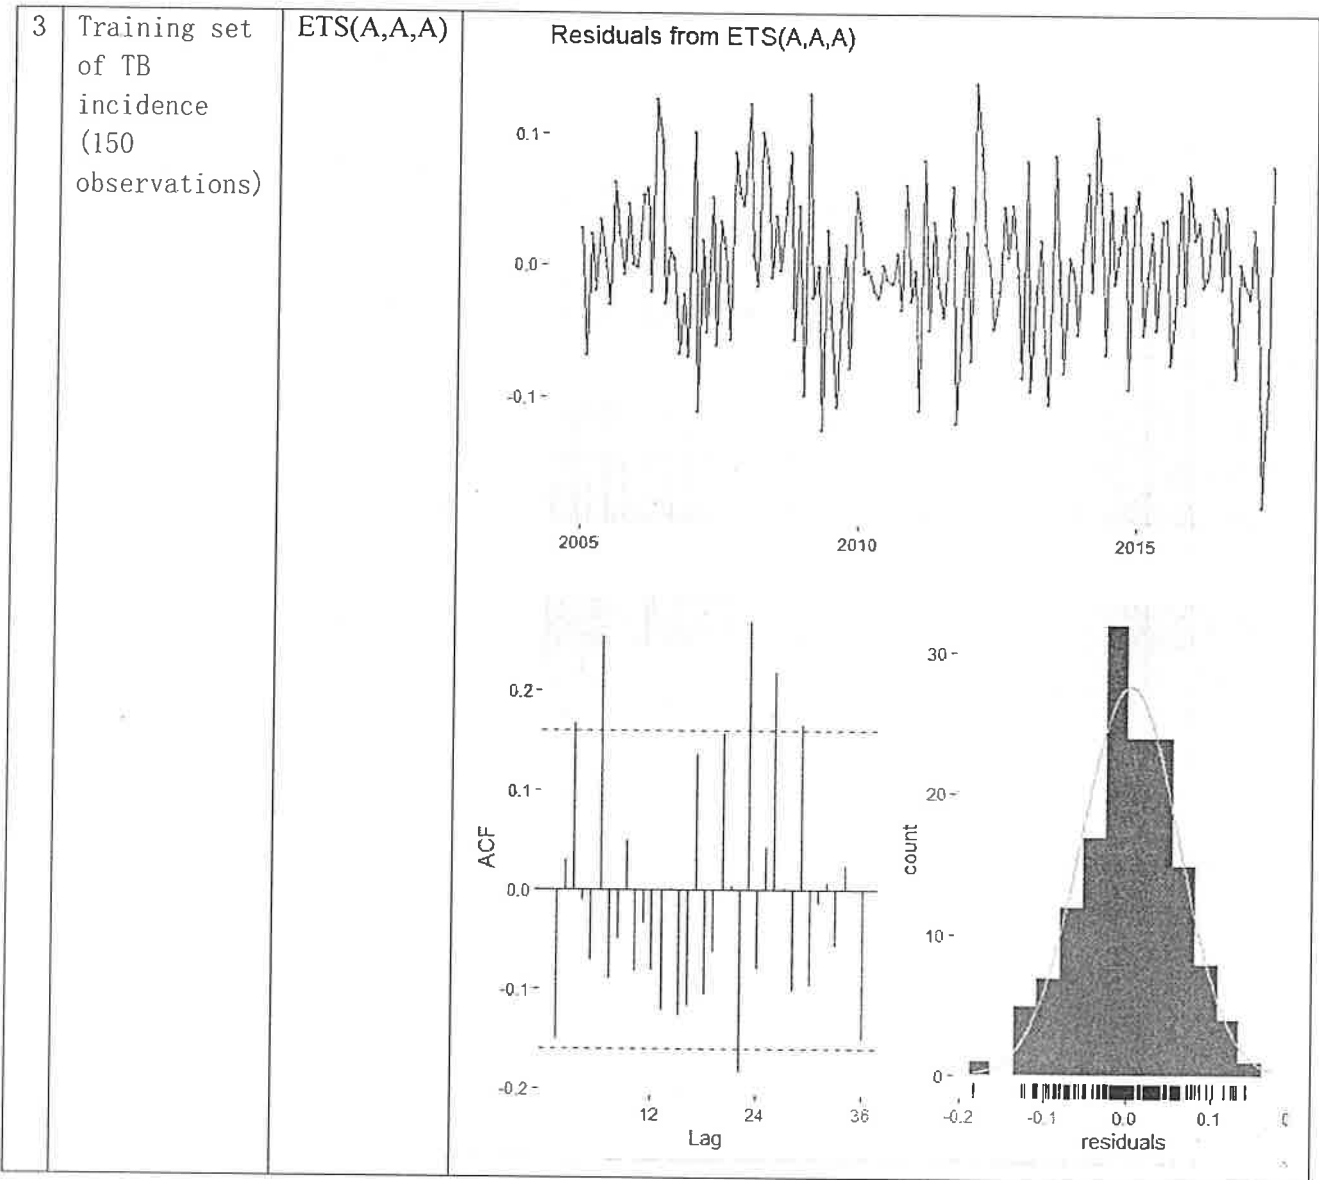 3
Training set
of TB
incidence
(150
observations)
ETS(A,A,A)
Residuals from ETS(A,A,A)
0.1
0.0
-0.1
2005 2010 2015
ACF
0.2
0.1
0.0
-0.1
-0.2
12 24 36
Lag
count
30
20
10
0
-0.2 -0.1 0.0 0.1
residuals